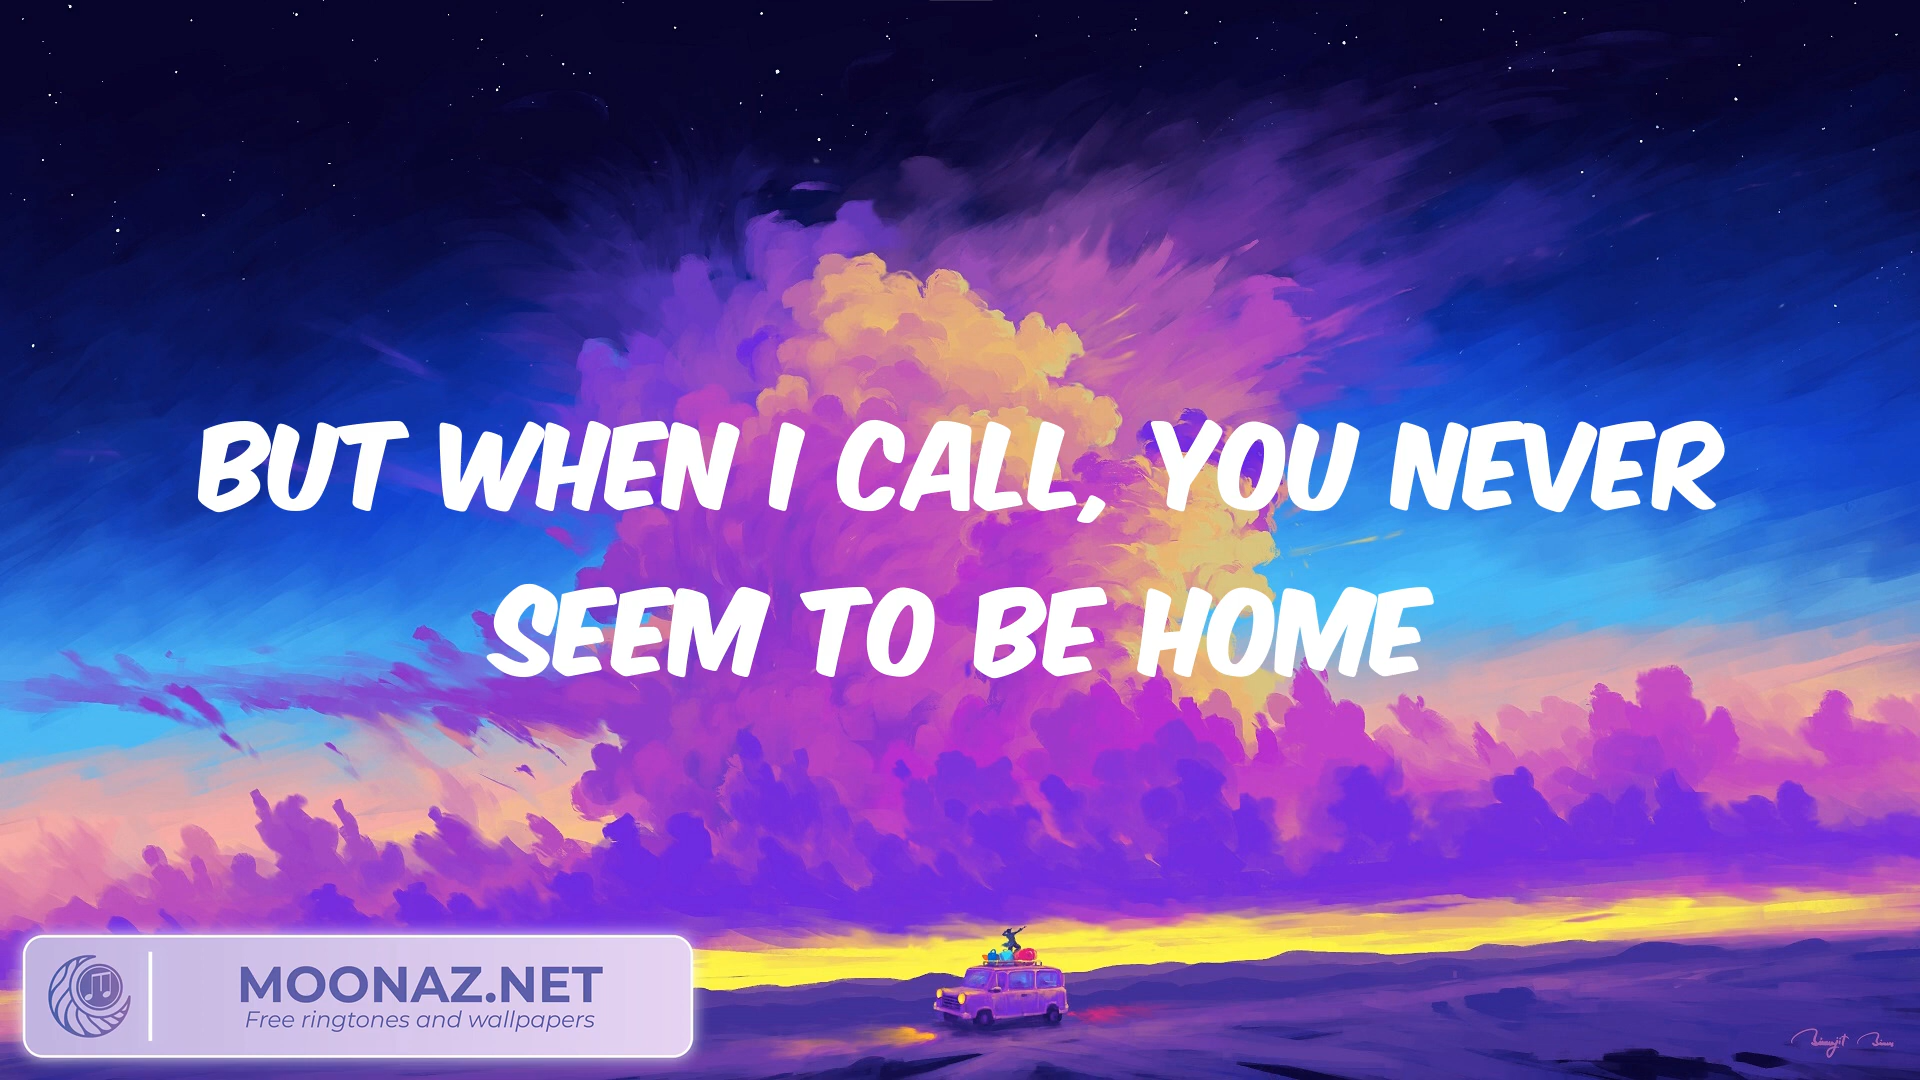 BUT WHEN I CALL, YOU NEVER
SEEM TO BE HOME
MOONAZ.NET
Free ringtones and wallpapers